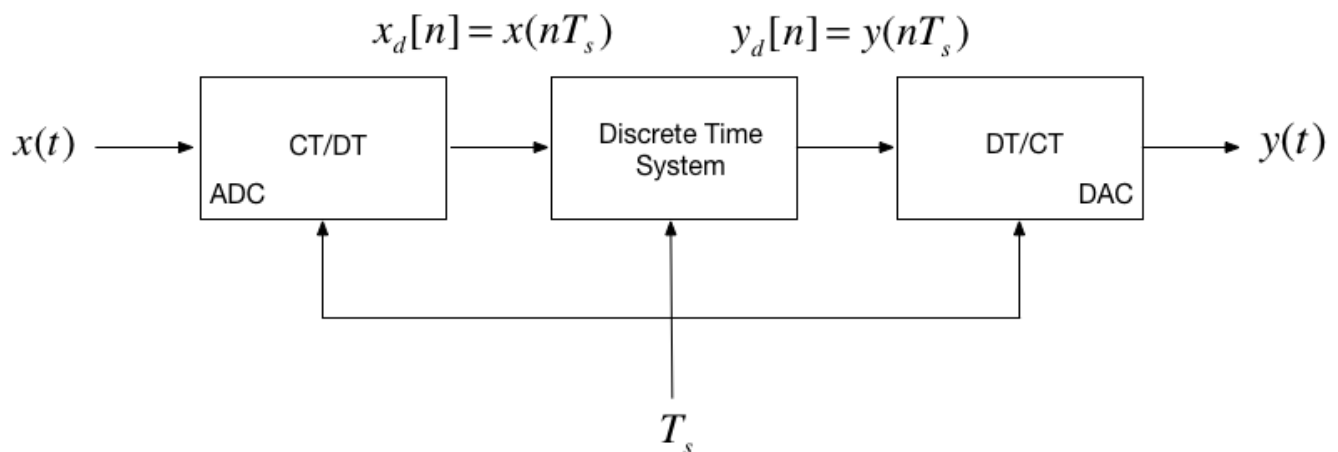 x_d[n] = x(nT_s) y_d[n] = y(nT_s)
x(t)
CT/DT
ADC
Discrete Time
System
DT/CT
DAC
y(t)
T_s